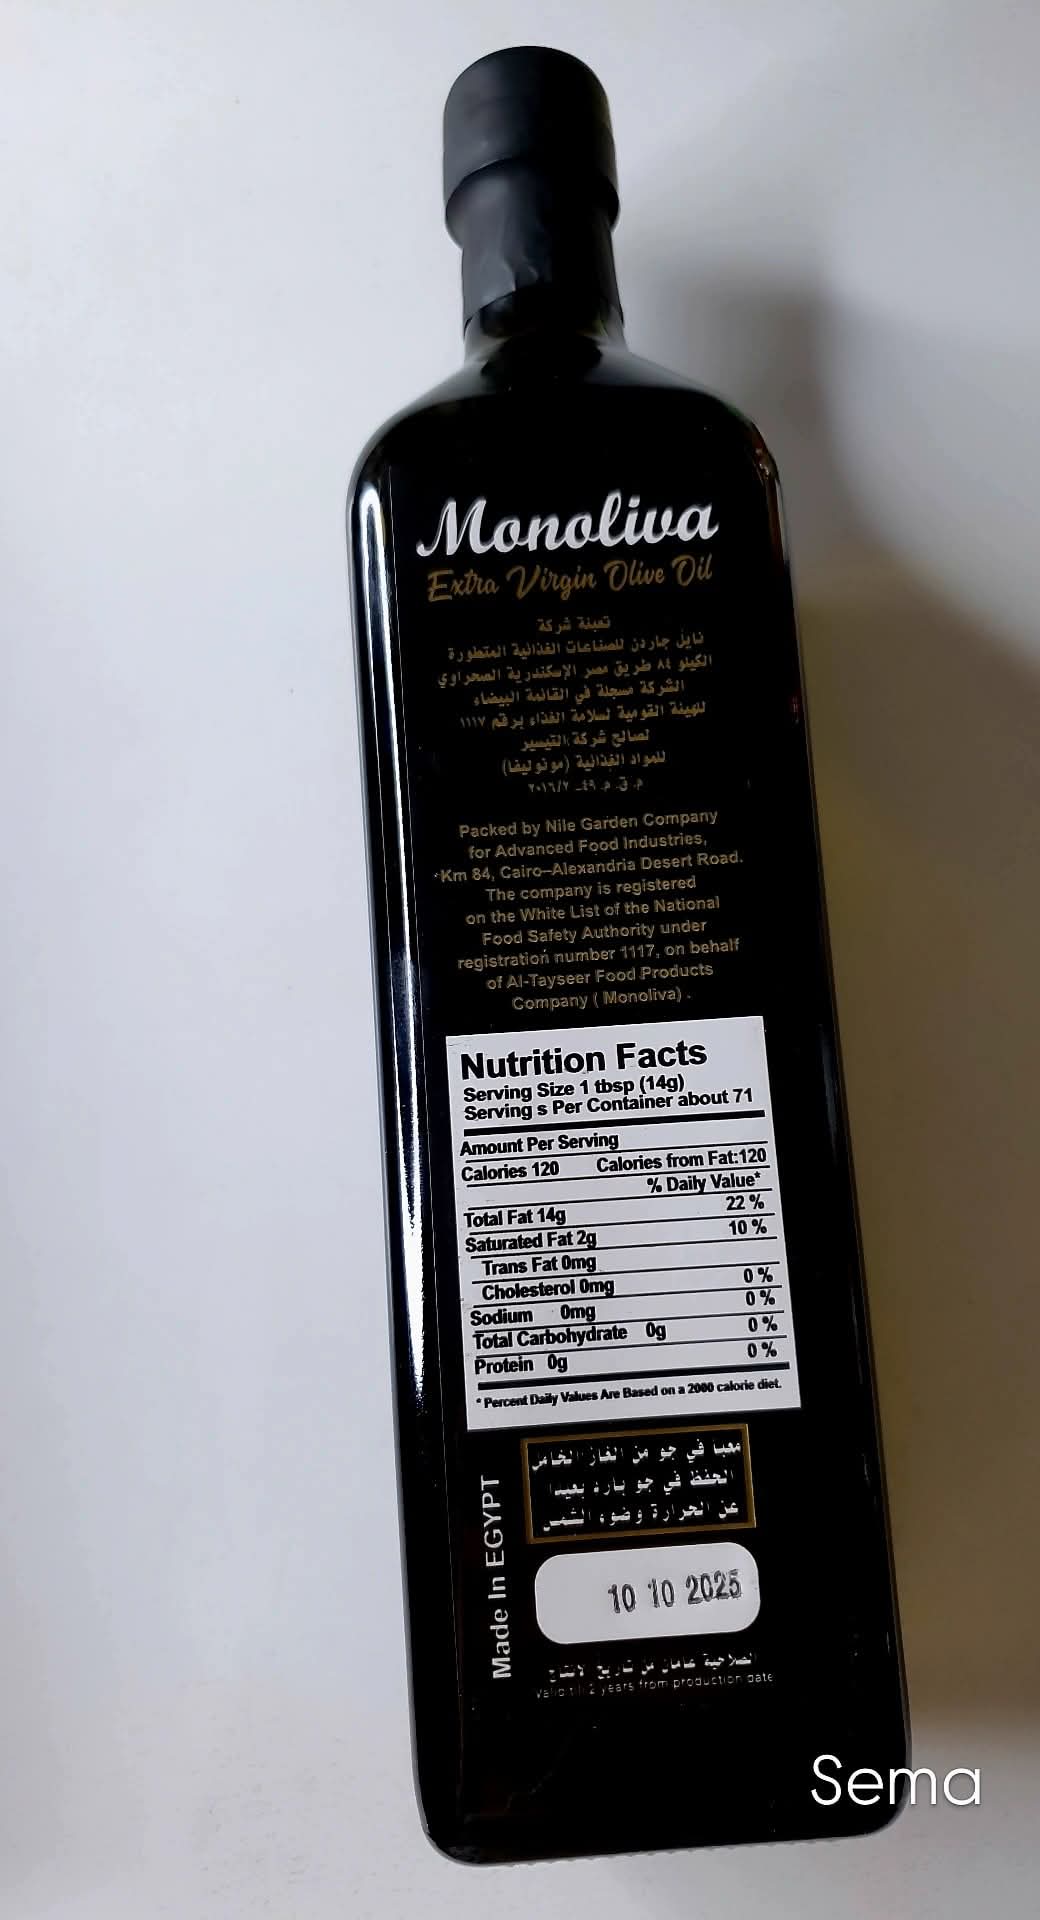 Monoliva
Extra Virgin Olive Oil
تعبئة شركة
نايل جاردن للصناعات الغذائية المتطورة
الكيلو ٨٤ طريق مصر الإسكندرية الصحراوي
الشركة مسجلة في القائمة البيضاء
للهيئة القومية لسلامة الغذاء برقم ١١١٧
لصالح شركة التيسير
للمواد الغذائية (مونوليفا)
م. ق. م. ٤٩ - ٢٠١٦/٢
Packed by Nile Garden Company
for Advanced Food Industries,
Km 84, Cairo–Alexandria Desert Road.
The company is registered
on the White List of the National
Food Safety Authority under
registration number 1117, on behalf
of Al-Tayseer Food Products
Company ( Monoliva) .
Nutrition Facts
Serving Size 1 tbsp (14g)
Serving s Per Container about 71
Amount Per Serving
Calories 120 Calories from Fat:120
% Daily Value*
Total Fat 14g 22 %
Saturated Fat 2g 10 %
Trans Fat 0mg
Cholesterol 0mg 0 %
Sodium 0mg 0 %
Total Carbohydrate 0g 0 %
Protein 0g 0 %
* Percent Daily Values Are Based on a 2000 calorie diet.
معبأ في جو من الغاز الخامل
الحفظ في جو بارد بعيدا
عن الحرارة وضوء الشمس
Made In EGYPT
10 10 2025
الصلاحية عامان من تاريخ الانتاج
Valid till 2 years from production date
Sema